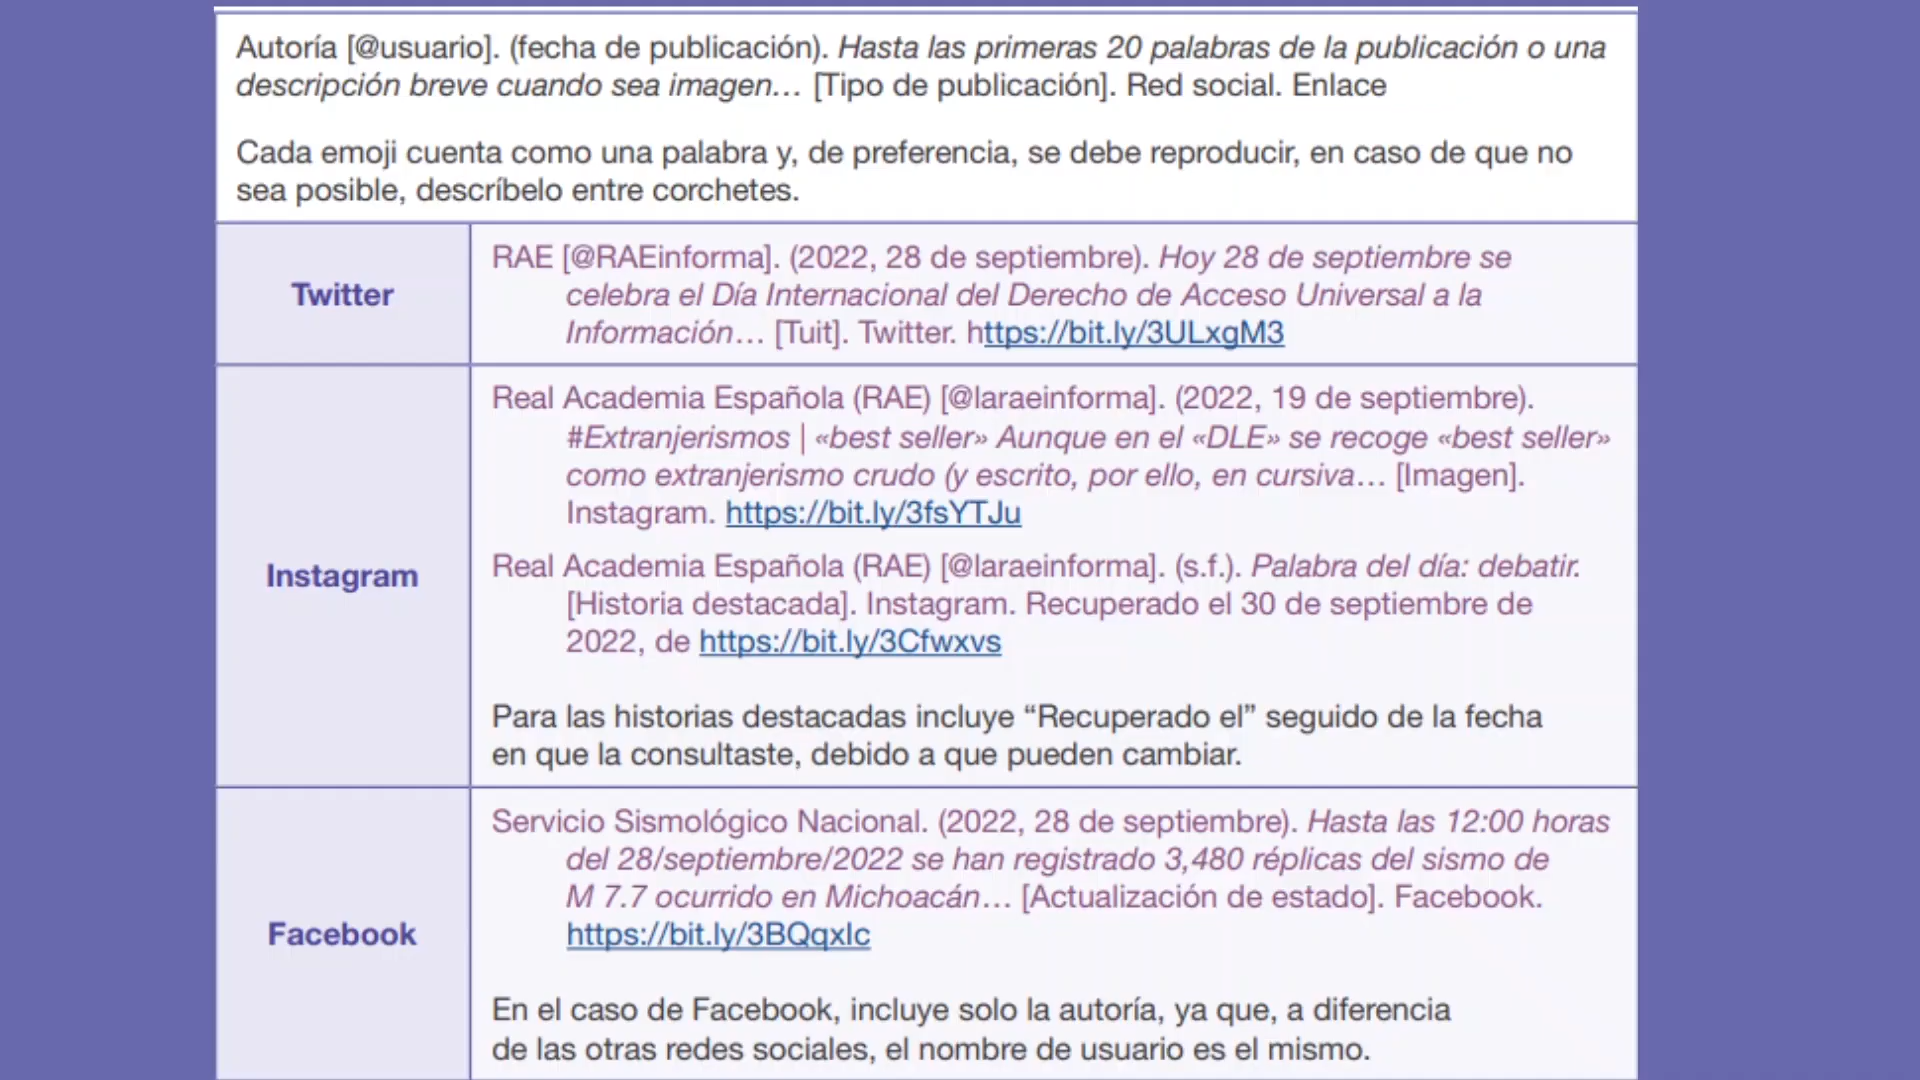 Autoría [@usuario]. (fecha de publicación). Hasta las primeras 20 palabras de la publicación o una
descripción breve cuando sea imagen… [Tipo de publicación]. Red social. Enlace
Cada emoji cuenta como una palabra y, de preferencia, se debe reproducir, en caso de que no
sea posible, descríbelo entre corchetes.
Twitter
RAE [@RAEinforma]. (2022, 28 de septiembre). Hoy 28 de septiembre se
celebra el Día Internacional del Derecho de Acceso Universal a la
Información… [Tuit]. Twitter. https://bit.ly/3ULxgM3
Instagram
Real Academia Española (RAE) [@laraeinforma]. (2022, 19 de septiembre).
#Extranjerismos | «best seller» Aunque en el «DLE» se recoge «best seller»
como extranjerismo crudo (y escrito, por ello, en cursiva… [Imagen].
Instagram. https://bit.ly/3fsYTJu
Real Academia Española (RAE) [@laraeinforma]. (s.f.). Palabra del día: debatir.
[Historia destacada]. Instagram. Recuperado el 30 de septiembre de
2022, de https://bit.ly/3Cfwxvs
Para las historias destacadas incluye “Recuperado el” seguido de la fecha
en que la consultaste, debido a que pueden cambiar.
Facebook
Servicio Sismológico Nacional. (2022, 28 de septiembre). Hasta las 12:00 horas
del 28/septiembre/2022 se han registrado 3,480 réplicas del sismo de
M 7.7 ocurrido en Michoacán… [Actualización de estado]. Facebook.
https://bit.ly/3BQqxIc
En el caso de Facebook, incluye solo la autoría, ya que, a diferencia
de las otras redes sociales, el nombre de usuario es el mismo.